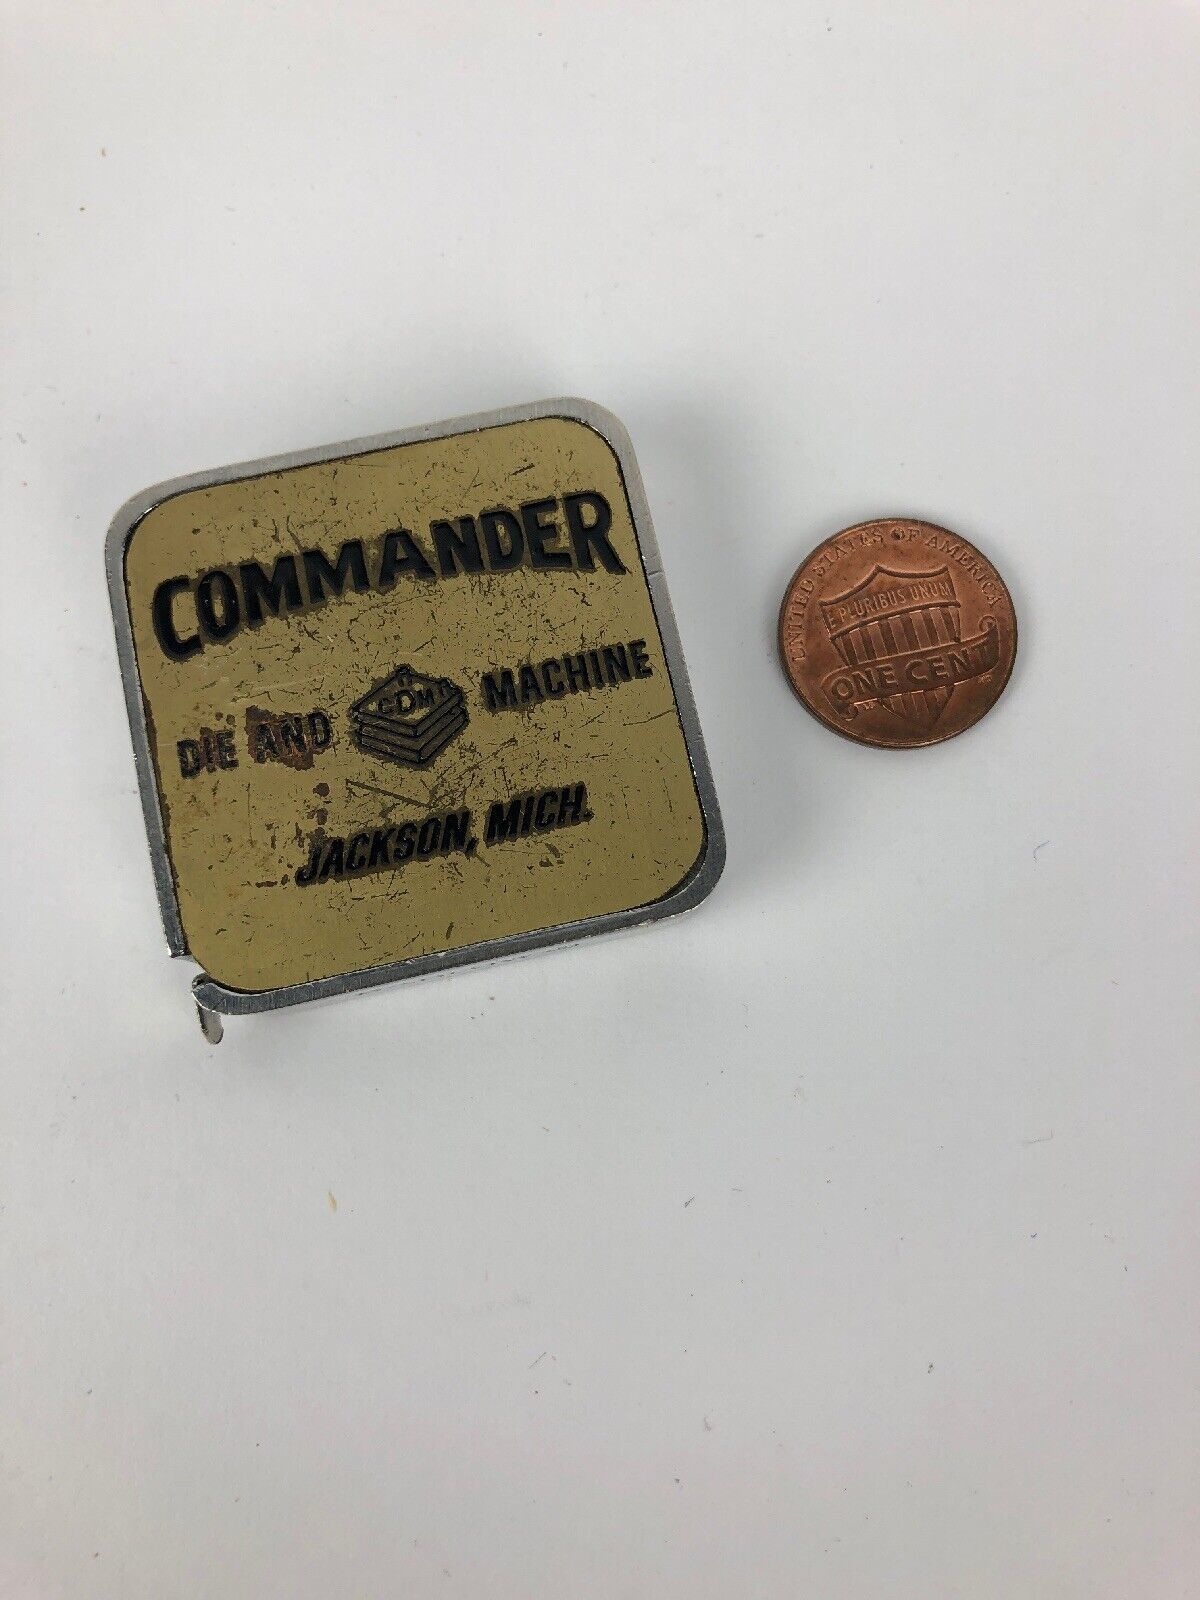 COMMANDER
DIE AND CDM MACHINE
JACKSON, MICH.
UNITED STATES OF AMERICA
E PLURIBUS UNUM
ONE CENT